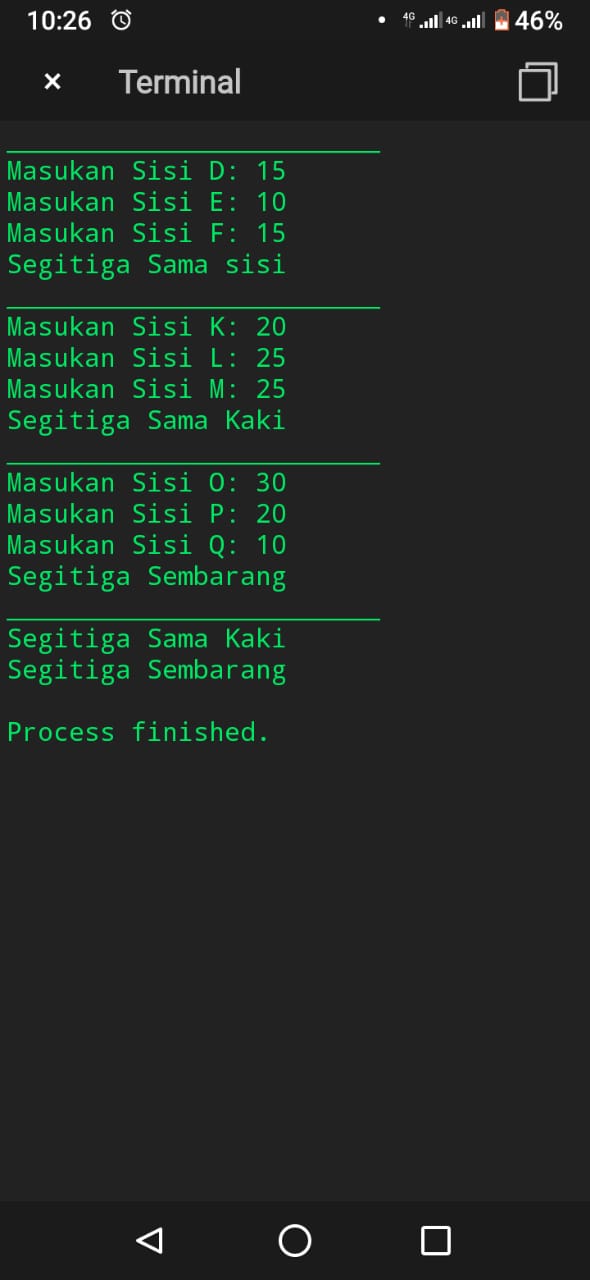 10:26 4G 4G 46%
Terminal
Masukan Sisi D: 15
Masukan Sisi E: 10
Masukan Sisi F: 15
Segitiga Sama sisi
Masukan Sisi K: 20
Masukan Sisi L: 25
Masukan Sisi M: 25
Segitiga Sama Kaki
Masukan Sisi O: 30
Masukan Sisi P: 20
Masukan Sisi Q: 10
Segitiga Sembarang
Segitiga Sama Kaki
Segitiga Sembarang
Process finished.